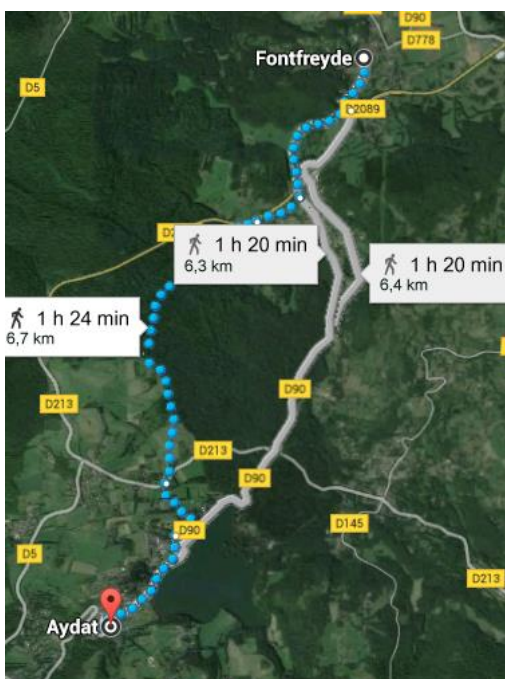 D90
D778
Fontfreyde
D5
D2089
1 h 20 min
6,3 km
1 h 20 min
6,4 km
1 h 24 min
6,7 km
D90
D213
D213
D90
D90
D145
D5
D213
Aydat